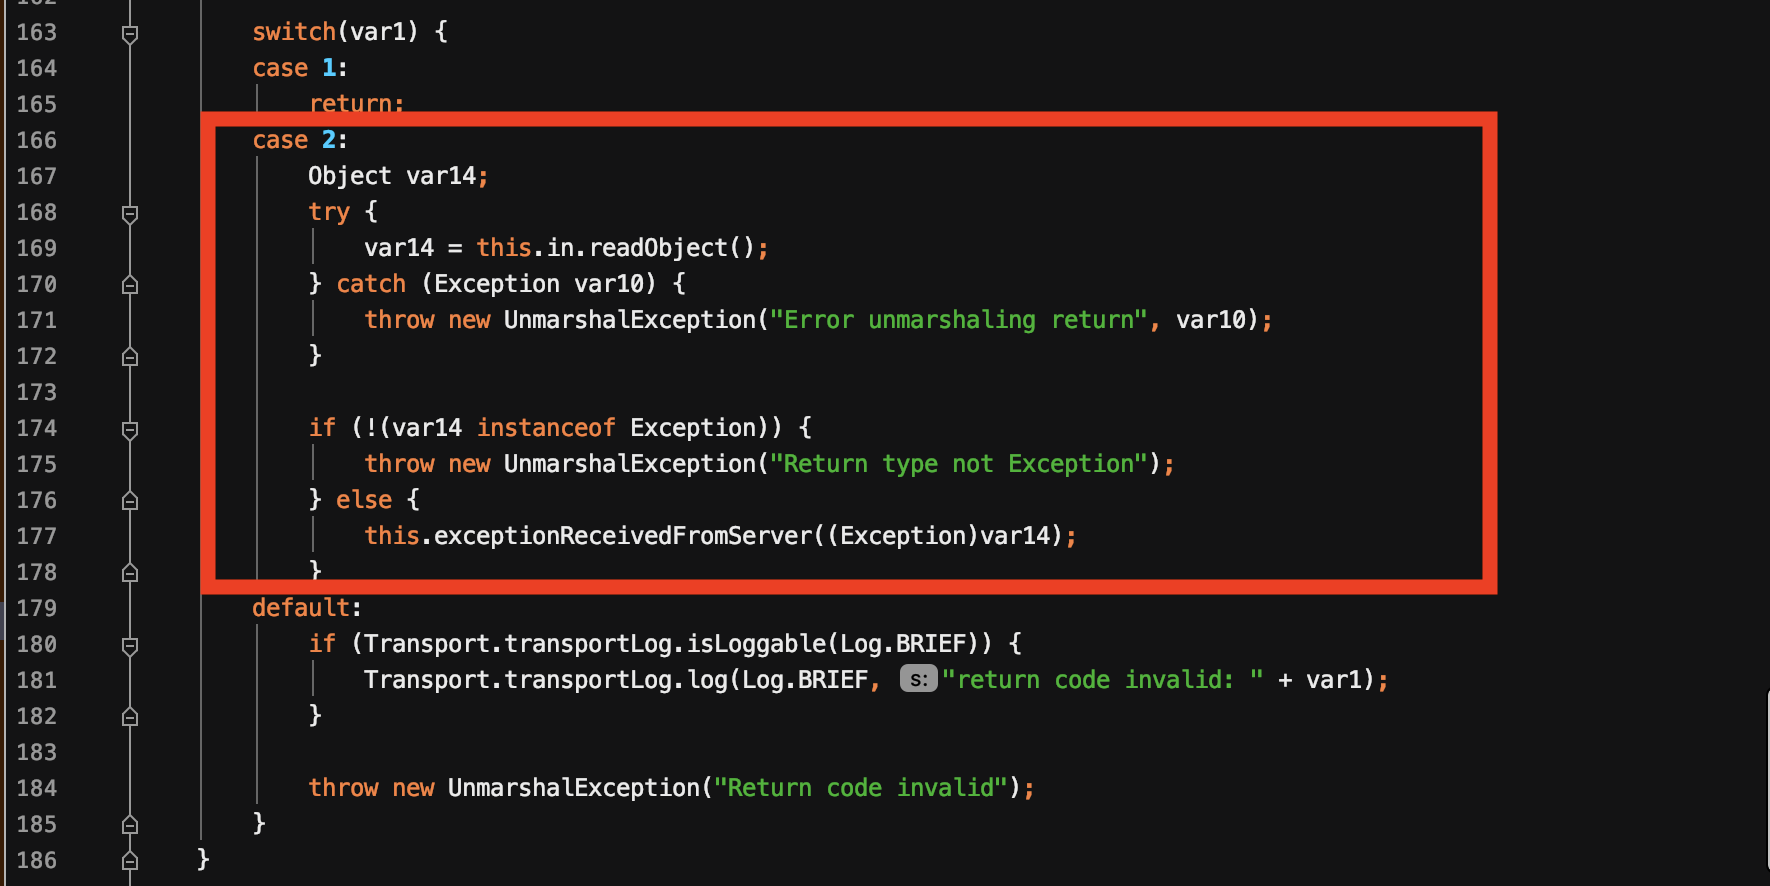 162
163 switch(var1) {
164 case 1:
165 return;
166 case 2:
167 Object var14;
168 try {
169 var14 = this.in.readObject();
170 } catch (Exception var10) {
171 throw new UnmarshalException("Error unmarshaling return", var10);
172 }
173
174 if (!(var14 instanceof Exception)) {
175 throw new UnmarshalException("Return type not Exception");
176 } else {
177 this.exceptionReceivedFromServer((Exception)var14);
178 }
179 default:
180 if (Transport.transportLog.isLoggable(Log.BRIEF)) {
181 Transport.transportLog.log(Log.BRIEF, s: "return code invalid: " + var1);
182 }
183
184 throw new UnmarshalException("Return code invalid");
185 }
186 }